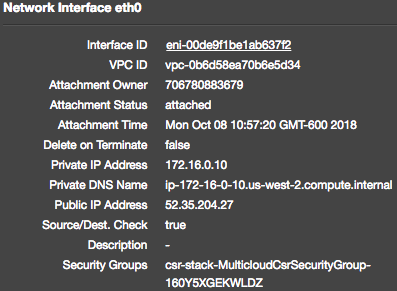 Network Interface eth0
Interface ID eni-00de9f1be1ab637f2
VPC ID vpc-0b6d58ea70b6e5d34
Attachment Owner 706780883679
Attachment Status attached
Attachment Time Mon Oct 08 10:57:20 GMT-600 2018
Delete on Terminate false
Private IP Address 172.16.0.10
Private DNS Name ip-172-16-0-10.us-west-2.compute.internal
Public IP Address 52.35.204.27
Source/Dest. Check true
Description -
Security Groups csr-stack-MulticloudCsrSecurityGroup-
160Y5XGEKWLDZ